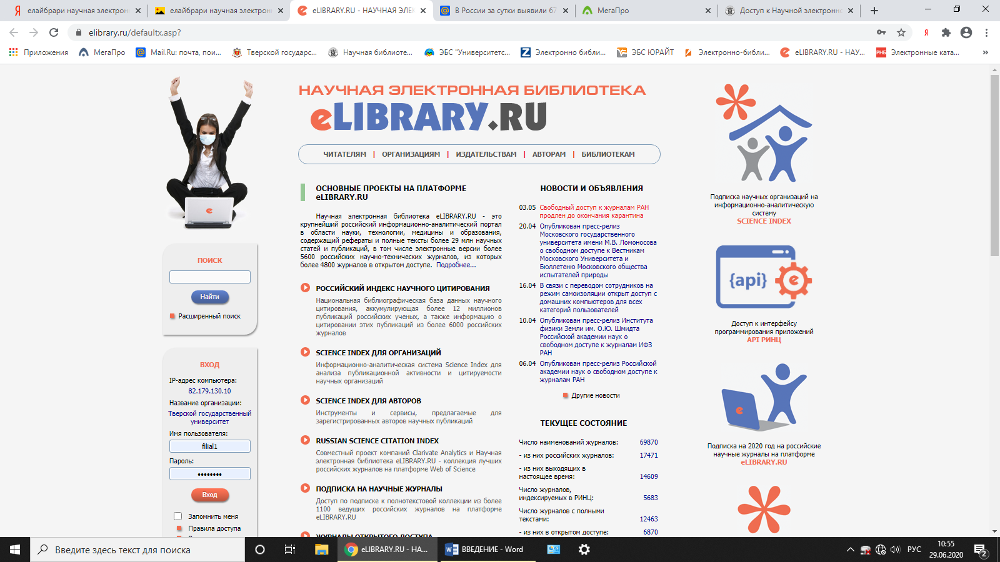 елайбрари научная электронн
елайбрари научная электронн
eLIBRARY.RU - НАУЧНАЯ ЭЛЕК
В России за сутки выявили 67
МегаПро
Доступ к Научной электронно
elibrary.ru/defaultx.asp?
Приложения
МегаПро
Mail.Ru: почта, пои...
Тверской государс...
Научная библиоте...
ЭБС "Университетс...
Электронно библи...
ЭБС ЮРАЙТ
Электронно-библи...
eLIBRARY.RU - НАУ...
РНБ Электронные ката...
НАУЧНАЯ ЭЛЕКТРОННАЯ БИБЛИОТЕКА
eLIBRARY.RU
ЧИТАТЕЛЯМ | ОРГАНИЗАЦИЯМ | ИЗДАТЕЛЬСТВАМ | АВТОРАМ | БИБЛИОТЕКАМ
ПОИСК
Найти
Расширенный поиск
ВХОД
IP-адрес компьютера:
82.179.130.10
Название организации:
Тверской государственный
университет
Имя пользователя:
filial1
Пароль:
••••••••
Вход
Запомнить меня
Правила доступа
ОСНОВНЫЕ ПРОЕКТЫ НА ПЛАТФОРМЕ
eLIBRARY.RU
Научная электронная библиотека eLIBRARY.RU - это
крупнейший российский информационно-аналитический портал
в области науки, технологии, медицины и образования,
содержащий рефераты и полные тексты более 29 млн научных
статей и публикаций, в том числе электронные версии более
5600 российских научно-технических журналов, из которых
более 4800 журналов в открытом доступе. Подробнее...
РОССИЙСКИЙ ИНДЕКС НАУЧНОГО ЦИТИРОВАНИЯ
Национальная библиографическая база данных научного
цитирования, аккумулирующая более 12 миллионов
публикаций российских ученых, а также информацию о
цитировании этих публикаций из более 6000 российских
журналов
SCIENCE INDEX ДЛЯ ОРГАНИЗАЦИЙ
Информационно-аналитическая система Science Index для
анализа публикационной активности и цитируемости
научных организаций
SCIENCE INDEX ДЛЯ АВТОРОВ
Инструменты и сервисы, предлагаемые для
зарегистрированных авторов научных публикаций
RUSSIAN SCIENCE CITATION INDEX
Совместный проект компаний Clarivate Analytics и Научная
электронная библиотека eLIBRARY.RU - коллекция лучших
российских журналов на платформе Web of Science
ПОДПИСКА НА НАУЧНЫЕ ЖУРНАЛЫ
Доступ по подписке к полнотекстовой коллекции из более
1100 ведущих российских журналов на платформе
eLIBRARY.RU
ЖУРНАЛЫ ОТКРЫТОГО ДОСТУПА
НОВОСТИ И ОБЪЯВЛЕНИЯ
03.05 Свободный доступ к журналам РАН
продлен до окончания карантина
20.04 Опубликован пресс-релиз
Московского государственного
университета имени М.В. Ломоносова
о свободном доступе к Вестникам
Московского Университета и
Бюллетеню Московского общества
испытателей природы
16.04 В связи с переводом сотрудников на
режим самоизоляции открыт доступ с
домашних компьютеров для всех
категорий пользователей
10.04 Опубликован пресс-релиз Института
физики Земли им. О.Ю. Шмидта
Российской академии наук о
свободном доступе к журналам ИФЗ
РАН
06.04 Опубликован пресс-релиз Российской
академии наук о свободном доступе к
журналам РАН
Другие новости
ТЕКУЩЕЕ СОСТОЯНИЕ
Число наименований журналов: 69870
- из них российских журналов: 17471
- из них выходящих в
настоящее время: 14609
Число журналов,
индексируемых в РИНЦ: 5683
Число журналов с полными
текстами: 12463
- из них в открытом доступе: 6870
Подписка научных организаций на
информационно-аналитическую
систему
SCIENCE INDEX
{api}
Доступ к интерфейсу
программирования приложений
API РИНЦ
Подписка на 2020 год на российские
научные журналы на платформе
eLIBRARY.RU
Введите здесь текст для поиска
eLIBRARY.RU - НА...
ВВЕДЕНИЕ - Word
РУС
10:55
29.06.2020
2